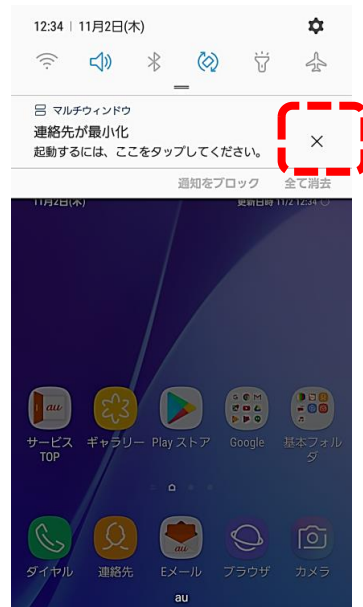 12:34 | 11月2日(木)
マルチウィンドウ
連絡先が最小化
起動するには、ここをタップしてください。
通知をブロック 全て消去
11月2日(木) 更新日時 11/2 12:34
au
サービス TOP ギャラリー Play ストア Google 基本フォルダ
au
ダイヤル 連絡先 Eメール ブラウザ カメラ
au